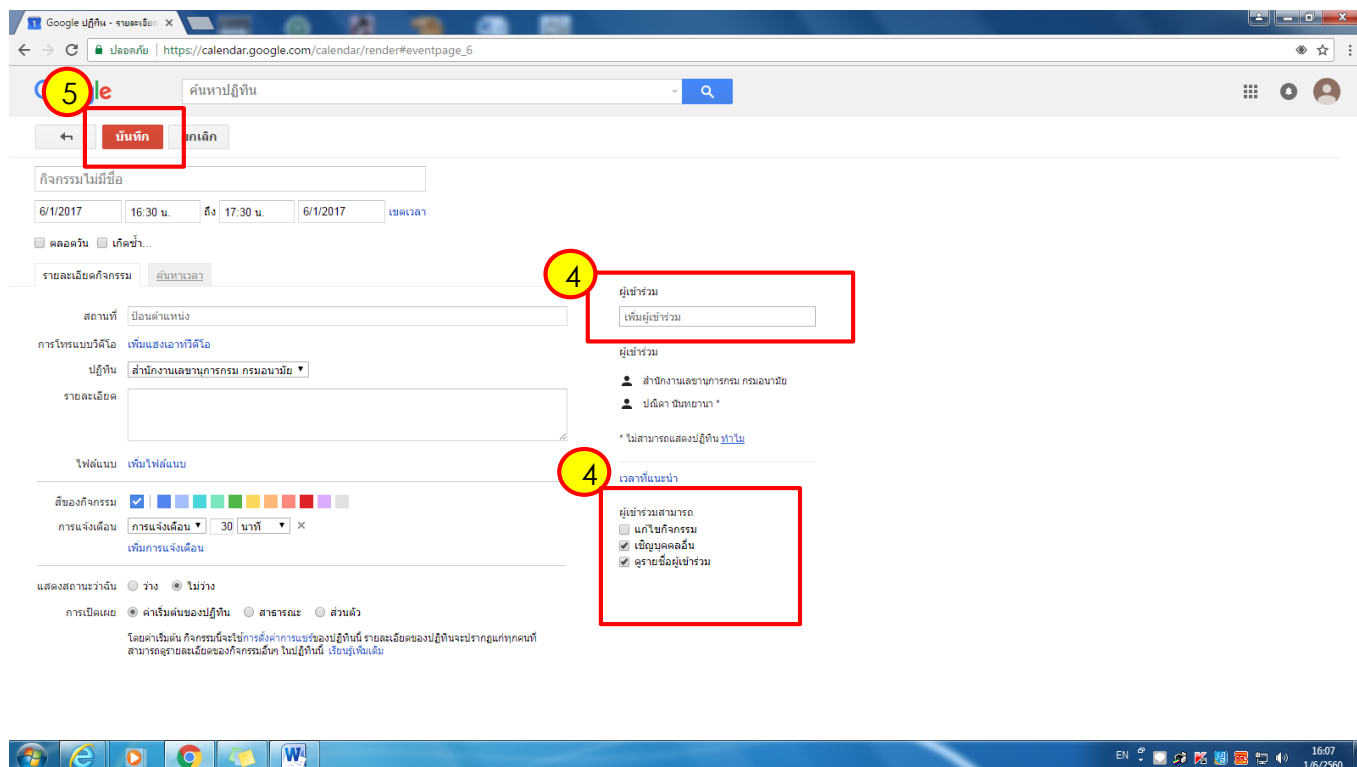 Google ปฏิทิน - รายละเอีย
ปลอดภัย | https://calendar.google.com/calendar/render#eventpage_6
5
le
ค้นหาปฏิทิน
บันทึก
ยกเลิก
กิจกรรมไม่มีชื่อ
6/1/2017 16:30 น. ถึง 17:30 น. 6/1/2017 เขตเวลา
ตลอดวัน เกิดซ้ำ...
รายละเอียดกิจกรรม ค้นหาเวลา
สถานที่ ป้อนตำแหน่ง
การโทรแบบวิดีโอ เพิ่มแฮงเอาท์วิดีโอ
ปฏิทิน สำนักงานเลขานุการกรม กรมอนามัย
รายละเอียด
ไฟล์แนบ เพิ่มไฟล์แนบ
สีของกิจกรรม
การแจ้งเตือน การแจ้งเตือน 30 นาที ×
เพิ่มการแจ้งเตือน
แสดงสถานะว่าฉัน ว่าง ไม่ว่าง
การเปิดเผย ค่าเริ่มต้นของปฏิทิน สาธารณะ ส่วนตัว
โดยค่าเริ่มต้น กิจกรรมนี้จะใช้การตั้งค่าการแชร์ของปฏิทินนี้ รายละเอียดของปฏิทินจะปรากฏแก่ทุกคนที่
สามารถดูรายละเอียดของกิจกรรมอื่นๆ ในปฏิทินนี้ เรียนรู้เพิ่มเติม
4
ผู้เข้าร่วม
เพิ่มผู้เข้าร่วม
ผู้เข้าร่วม
สำนักงานเลขานุการกรม กรมอนามัย
ปณิตา นันทยานา *
* ไม่สามารถแสดงปฏิทิน ทำไม
4
เวลาที่แนะนำ
ผู้เข้าร่วมสามารถ
แก้ไขกิจกรรม
เชิญบุคคลอื่น
ดูรายชื่อผู้เข้าร่วม
EN
16:07
1/6/2560